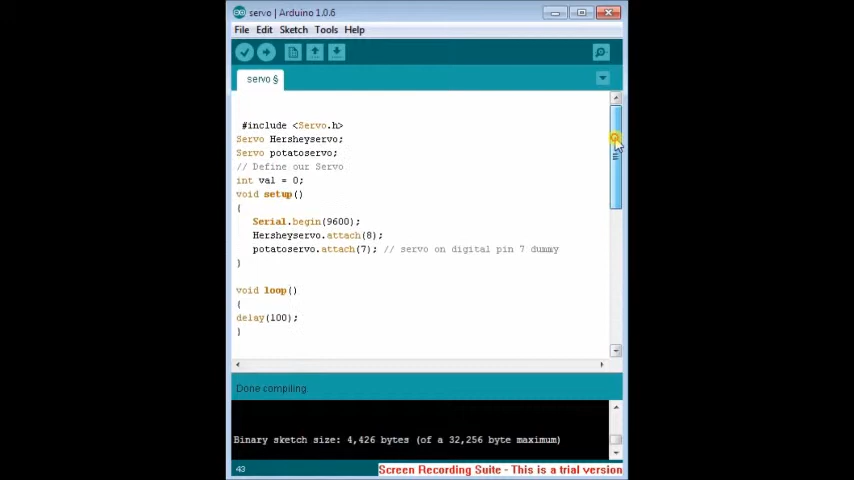 servo | Arduino 1.0.6
File Edit Sketch Tools Help
servo §
#include <Servo.h>
Servo Hersheyservo;
Servo potatoservo;
// Define our Servo
int val = 0;
void setup()
{
Serial.begin(9600);
Hersheyservo.attach(8);
potatoservo.attach(7); // servo on digital pin 7 dummy
}
void loop()
{
delay(100);
}
Done compiling.
Binary sketch size: 4,426 bytes (of a 32,256 byte maximum)
43
Screen Recording Suite - This is a trial version